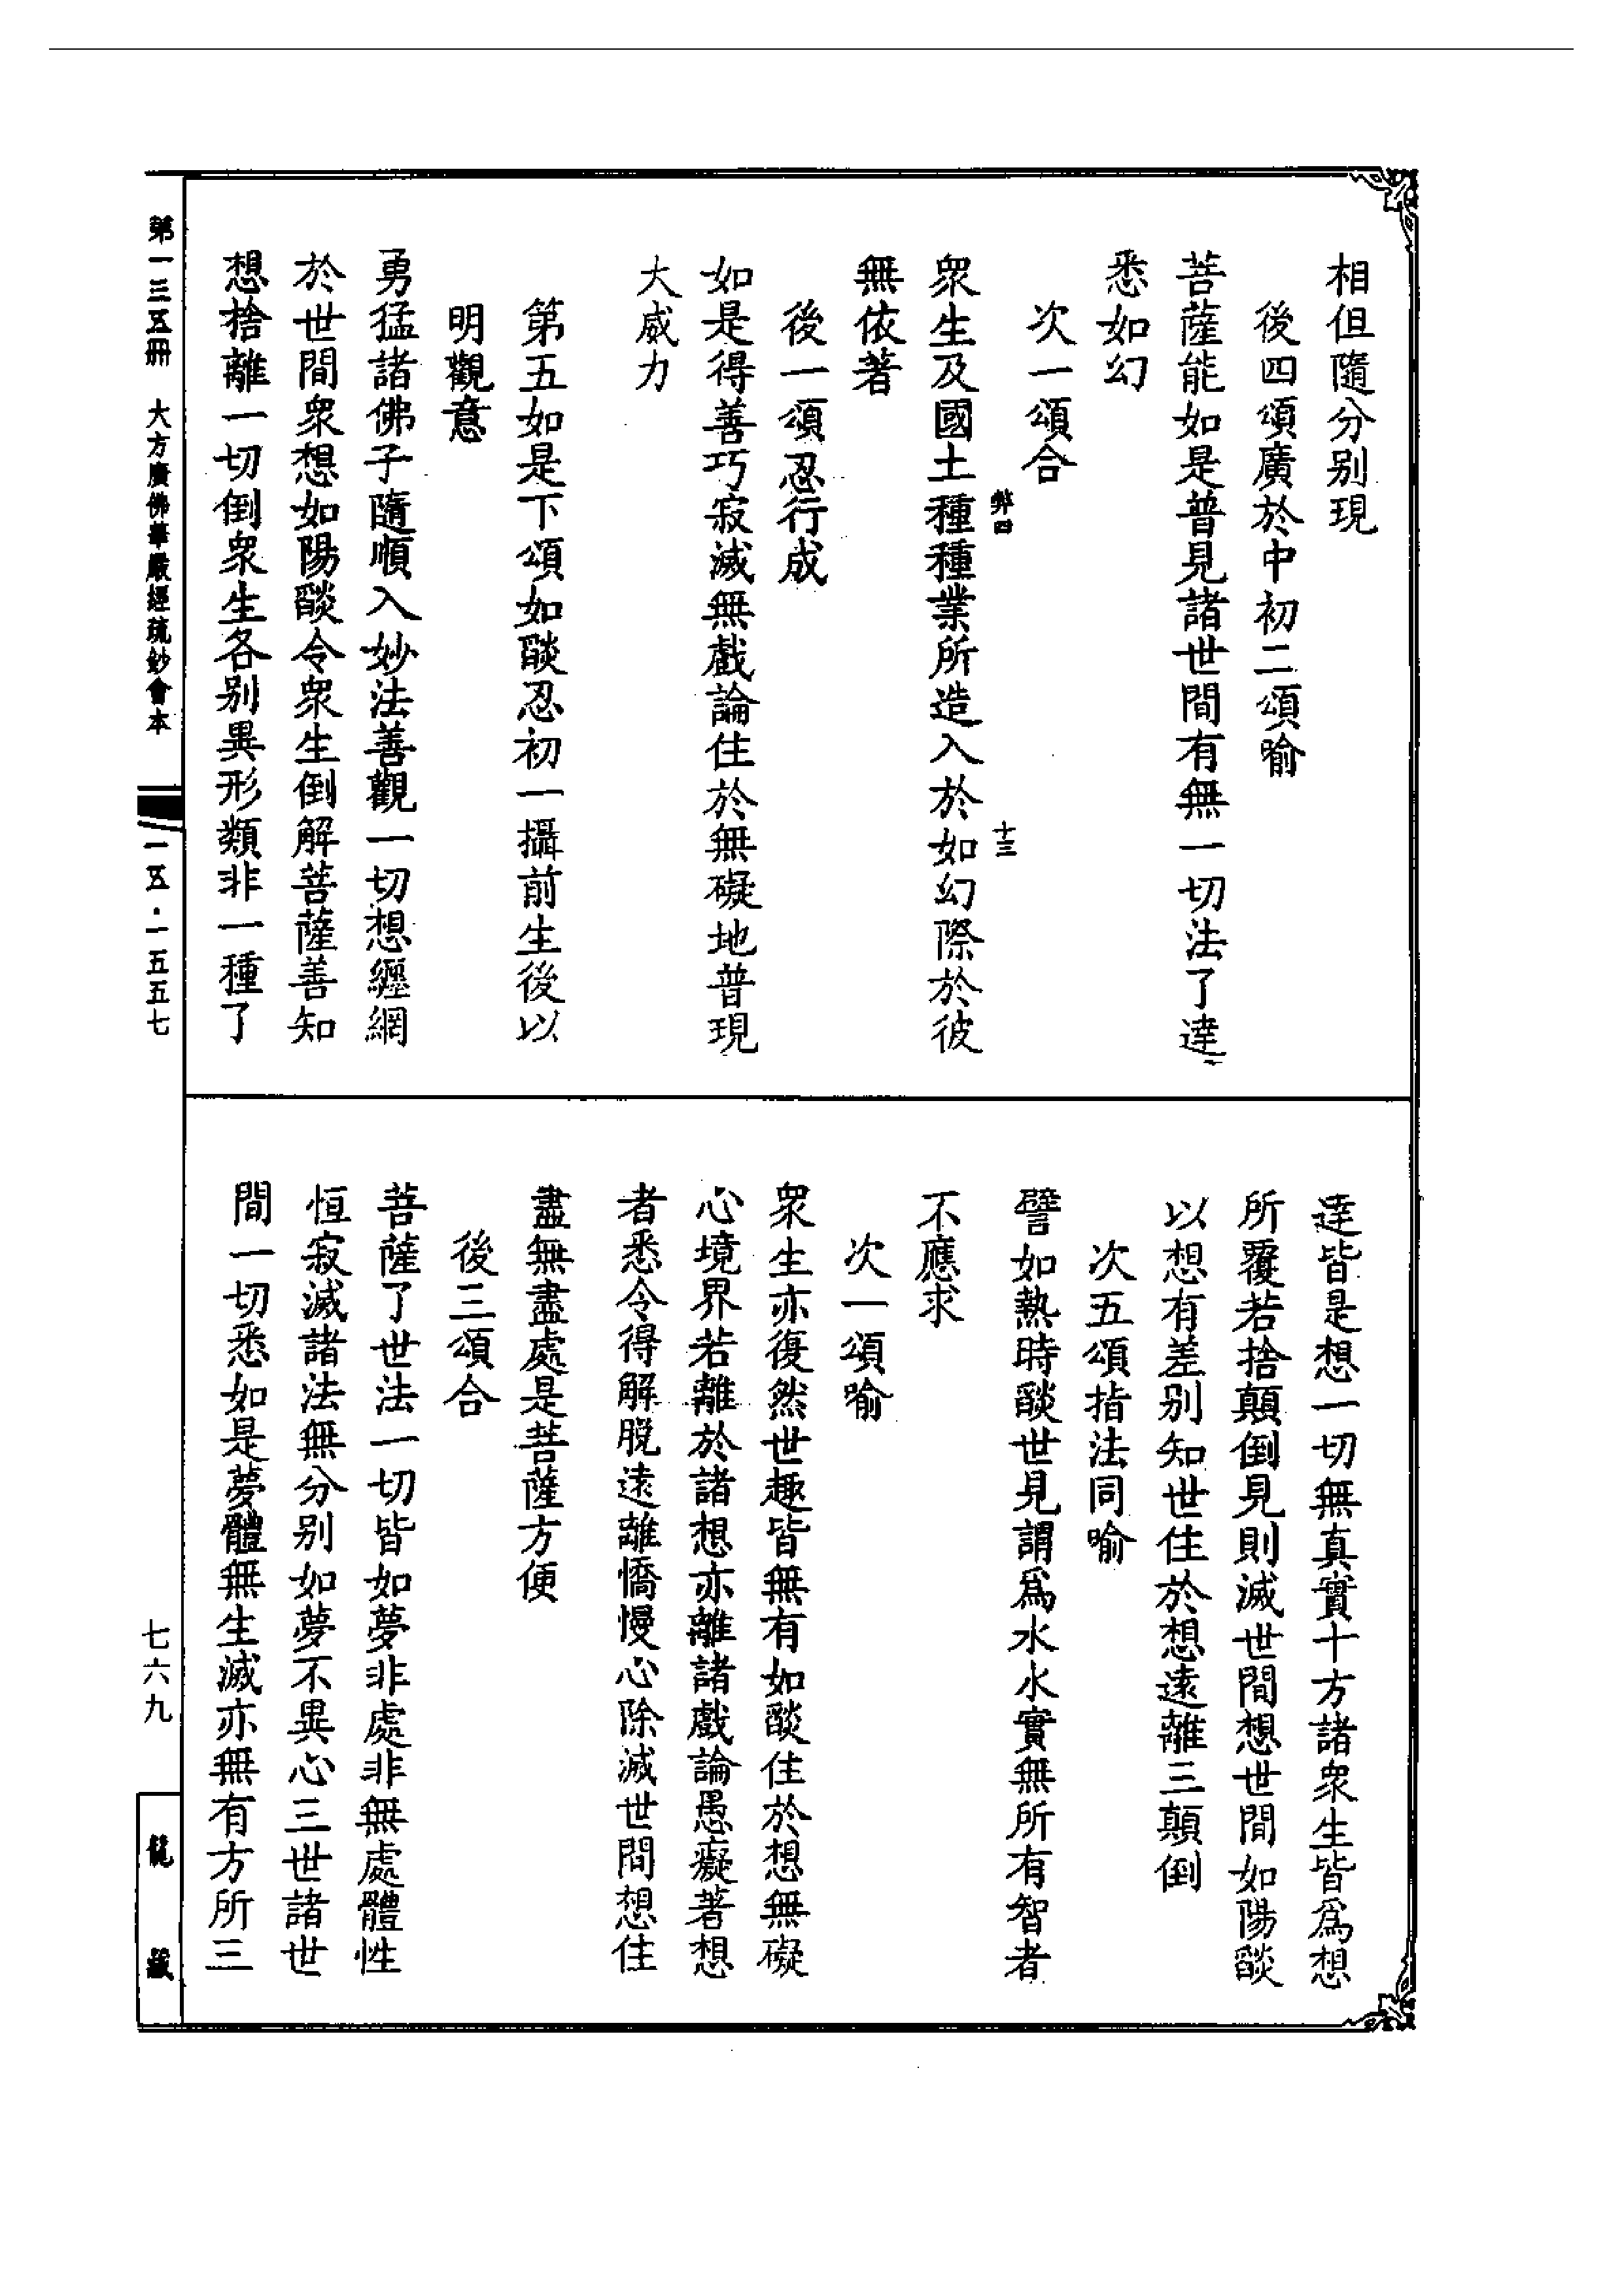 相但隨分别現
後四頌廣於中初二頌喻
菩薩能如是普見諸世間有無一切法了達
悉如幻
次一頌合
弊四
十三
衆生及國土種種業所造入於如幻際於彼
無依著
後一頌忍行成
如是得善巧寂滅無戲論住於無礙地普現
大威力
第五如是下頌如燄忍初一攝前生後以
明觀意
勇猛諸佛子隨順入妙法善觀一切想纏網
於世間衆想如陽燄令衆生倒解菩薩善知
想捨離一切倒衆生各别異形類非一種了
達皆是想一切無真實十方諸衆生皆爲想
所覆若捨顛倒見則滅世間想世間如陽燄
以想有差别知世住於想遠離三顛倒
次五頌指法同喻
譬如熱時燄世見謂爲水水實無所有智者
不應求
次一頌喻
衆生亦復然世趣皆無有如燄住於想無礙
心境界若離於諸想亦離諸戲論愚癡著想
者悉令得解脫遠離憍慢心除滅世間想住
盡無盡處是菩薩方便
後三頌合
菩薩了世法一切皆如夢非處非無處體性
恒寂滅諸法無分别如夢不異心三世諸世
間一切悉如是夢體無生滅亦無有方所三
第一三五冊 大方廣佛華嚴經疏鈔會本
一五·一五五七
七六九
龍藏